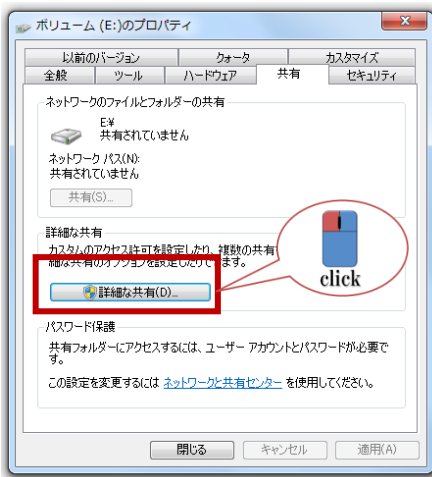 ボリューム (E:)のプロパティ
以前のバージョン
クォータ
カスタマイズ
全般
ツール
ハードウェア
共有
セキュリティ
ネットワークのファイルとフォルダーの共有
E:¥
共有されていません
ネットワーク パス(N):
共有されていません
共有(S)...
詳細な共有
カスタムのアクセス許可を設定したり、複数の共有
細な共有のオプションを設定したりできます。
詳細な共有(D)...
click
パスワード保護
共有フォルダーにアクセスするには、ユーザー アカウントとパスワードが必要で
す。
この設定を変更するには ネットワークと共有センター を使用してください。
閉じる
キャンセル
適用(A)